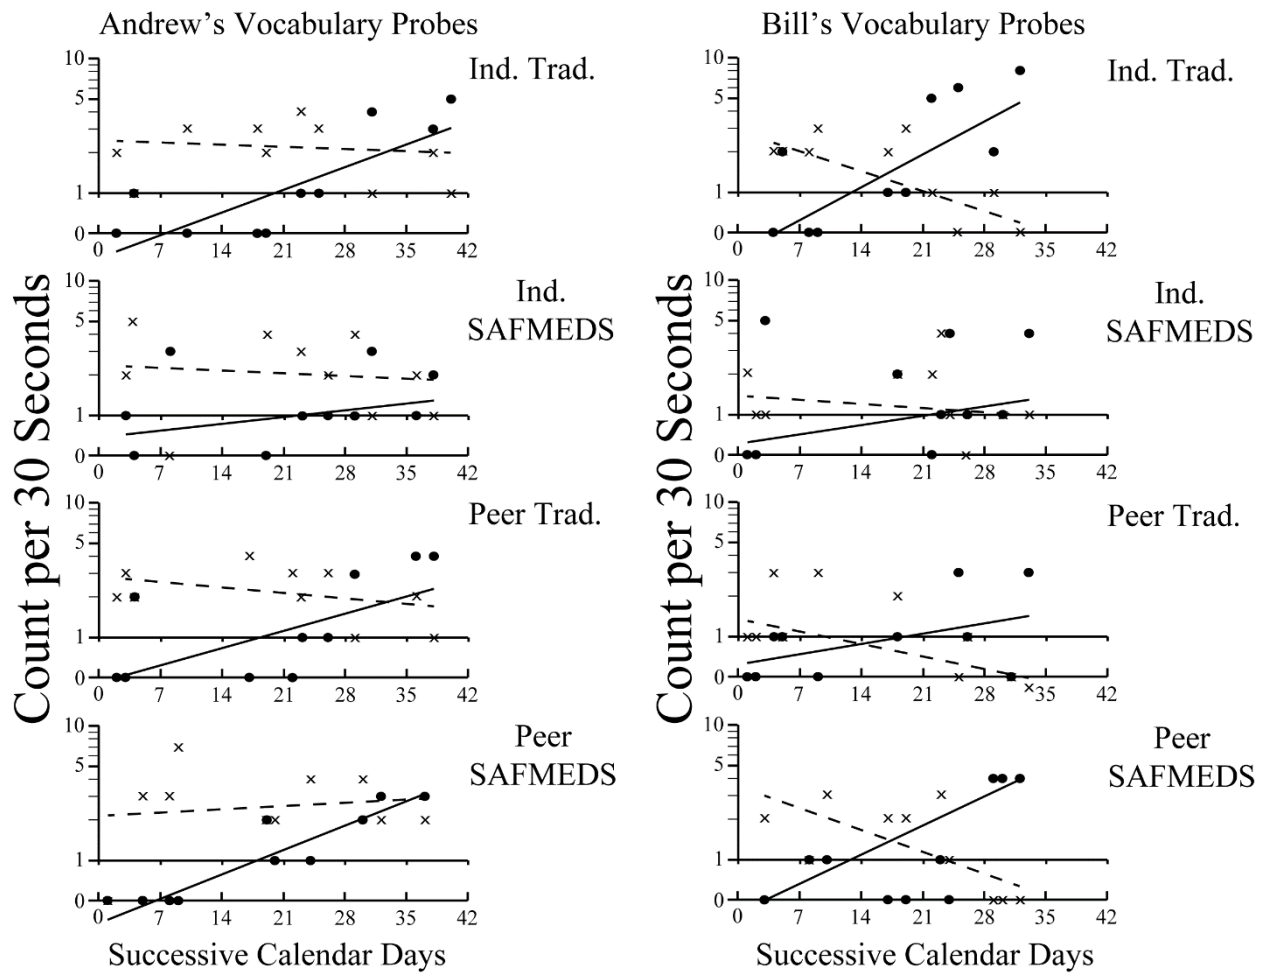 Andrew's Vocabulary Probes
Bill's Vocabulary Probes
Count per 30 Seconds
Count per 30 Seconds
Ind. Trad.
10
5
1
0
0 7 14 21 28 35 42
Ind. Trad.
10
5
1
0
0 7 14 21 28 35 42
Ind.
SAFMEDS
10
5
1
0
0 7 14 21 28 35 42
Ind.
SAFMEDS
10
5
1
0
0 7 14 21 28 35 42
Peer Trad.
10
5
1
0
0 7 14 21 28 35 42
Peer Trad.
10
5
1
0
0 7 14 21 28 35 42
Peer
SAFMEDS
10
5
1
0
0 7 14 21 28 35 42
Peer
SAFMEDS
10
5
1
0
0 7 14 21 28 35 42
Successive Calendar Days
Successive Calendar Days